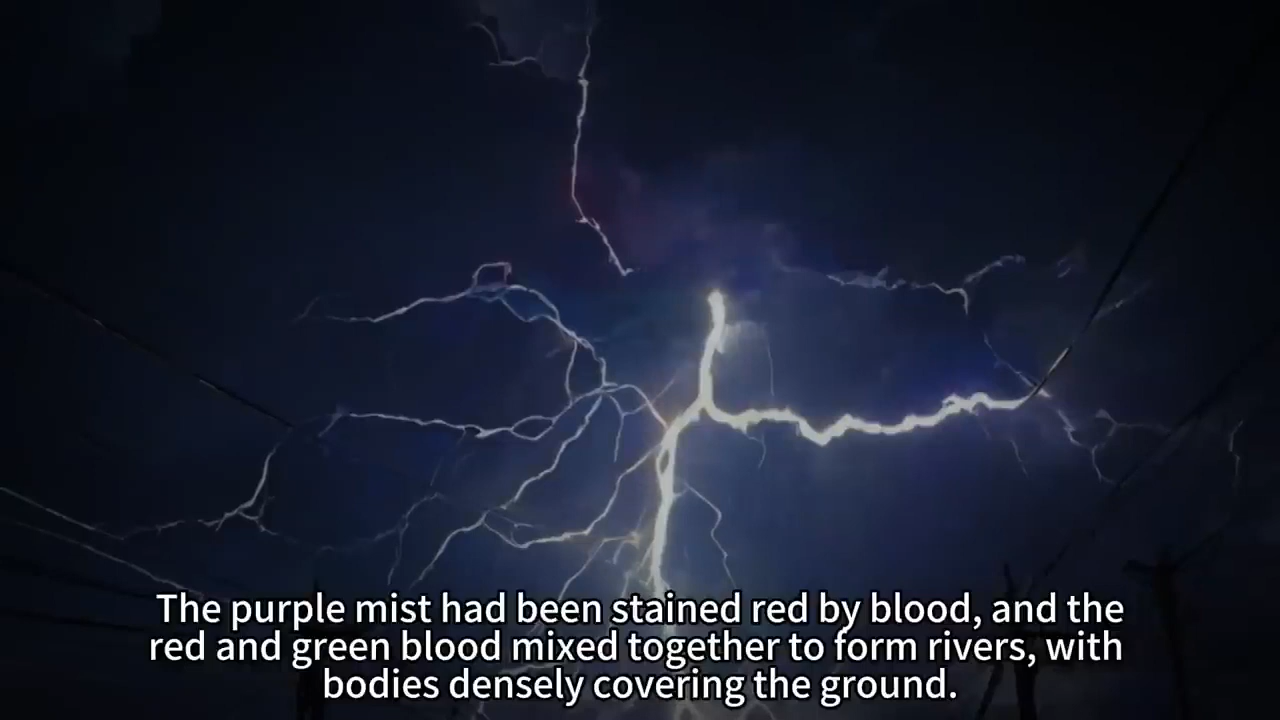 The purple mist had been stained red by blood, and the
red and green blood mixed together to form rivers, with
bodies densely covering the ground.